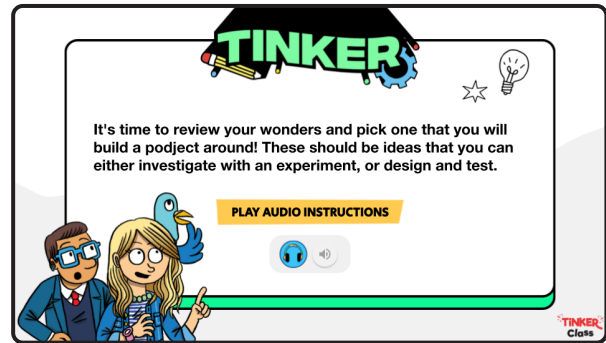 TINKER
It's time to review your wonders and pick one that you will
build a podject around! These should be ideas that you can
either investigate with an experiment, or design and test.
PLAY AUDIO INSTRUCTIONS
TINKER
Class